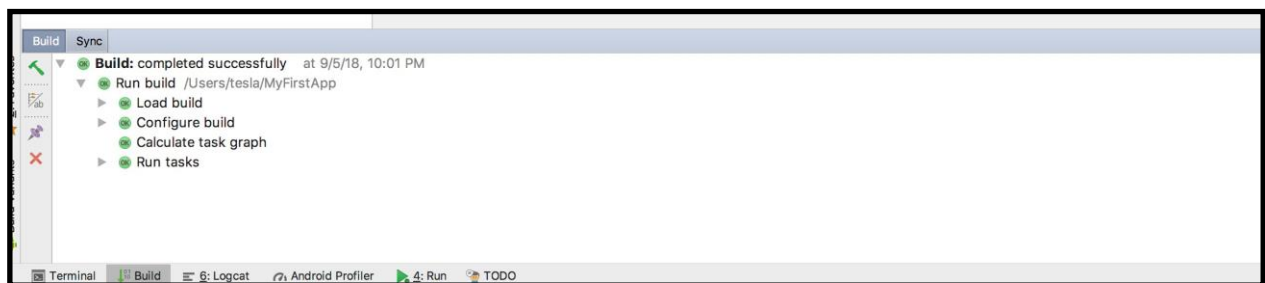 Build Sync
Build: completed successfully at 9/5/18, 10:01 PM
Run build /Users/tesla/MyFirstApp
Load build
Configure build
Calculate task graph
Run tasks
Terminal Build 6: Logcat Android Profiler 4: Run TODO